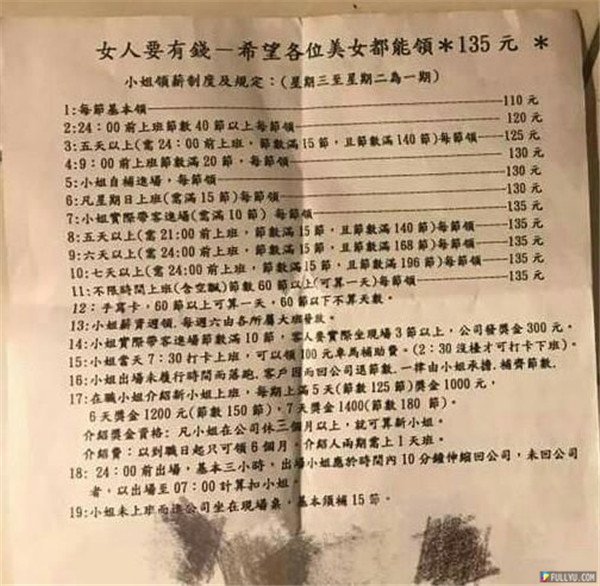 女人要有錢－希望各位美女都能領＊135元 ＊
小姐領薪制度及規定：(星期三至星期二為一期)
1:每節基本領110元
2:24：00前上班節數40節以上每節領120元
3:五天以上(需24：00前上班，節數滿15節，且節數滿140節)每節領125元
4:9：00前上班節數滿20節，每節領130元
5:小姐自補進場，每節領130元
6:凡星期日上班(需滿15節)每節領130元
7:小姐實際帶客進場(需滿10節) 每節領135元
8:五天以上(需21:00前上班，節數滿15節，且節數滿140節)每節領135元
9:六天以上(需24:00前上班，節數滿15節，且節數滿168節)每節領135元
10:七天以上(需24:00前上班，節數滿15節，且節數滿196節)每節領135元
11:不限時間上班(含空飄)節數60節以上(可算一天)每節領135元
12：手寫卡，60節以上可算一天，60節以下不算天數。
13:小姐薪資週領.每週六由各所屬大班發放。
14:小姐實際帶客進場節數滿10節，客人要實際坐現場3節以上，公司發獎金300元。
15:小姐當天7：30打卡上班，可以領100元車馬補助費。(2：30沒檯才可打卡下班)。
16:小姐出場未履行時間而落跑.客戶因而回公司退節數.一律由小姐承擔.補齊節數.
17:在職小姐介紹新小姐上班，每期上滿5天(節數125節)獎金1000元，
6天獎金1200元(節數150節)，7天獎金1400(節數180 節)。
介紹獎金資格: 凡小姐在公司休三個月以上，就可算新小姐。
介紹費：以到職日起只可領6個月。介紹人兩期需上1天班。
18: 24：00前出場，基本三小時，出場小姐應於時間內10分鐘伸縮回公司，未回公司
者，以出場至07：00計算扣小姐。
19:小姐未上班而進公司坐在現場桌，基本須補15節。
FULLYU.COM